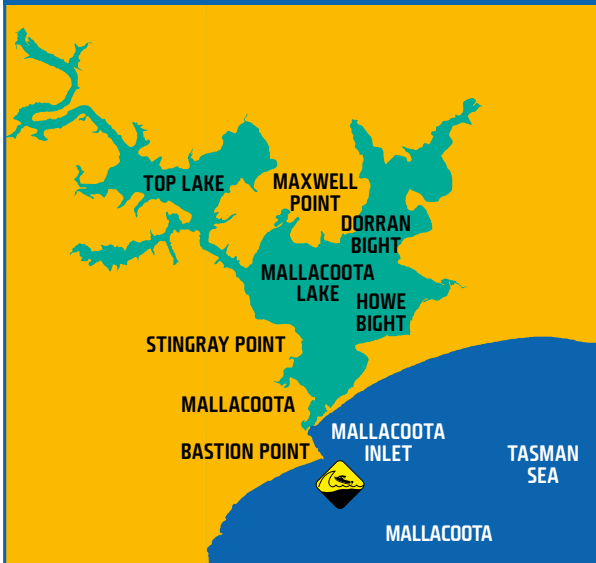 TOP LAKE
MAXWELL
POINT
DORRAN
BIGHT
MALLACOOTA
LAKE
HOWE
BIGHT
STINGRAY POINT
MALLACOOTA
BASTION POINT
MALLACOOTA
INLET
TASMAN
SEA
MALLACOOTA